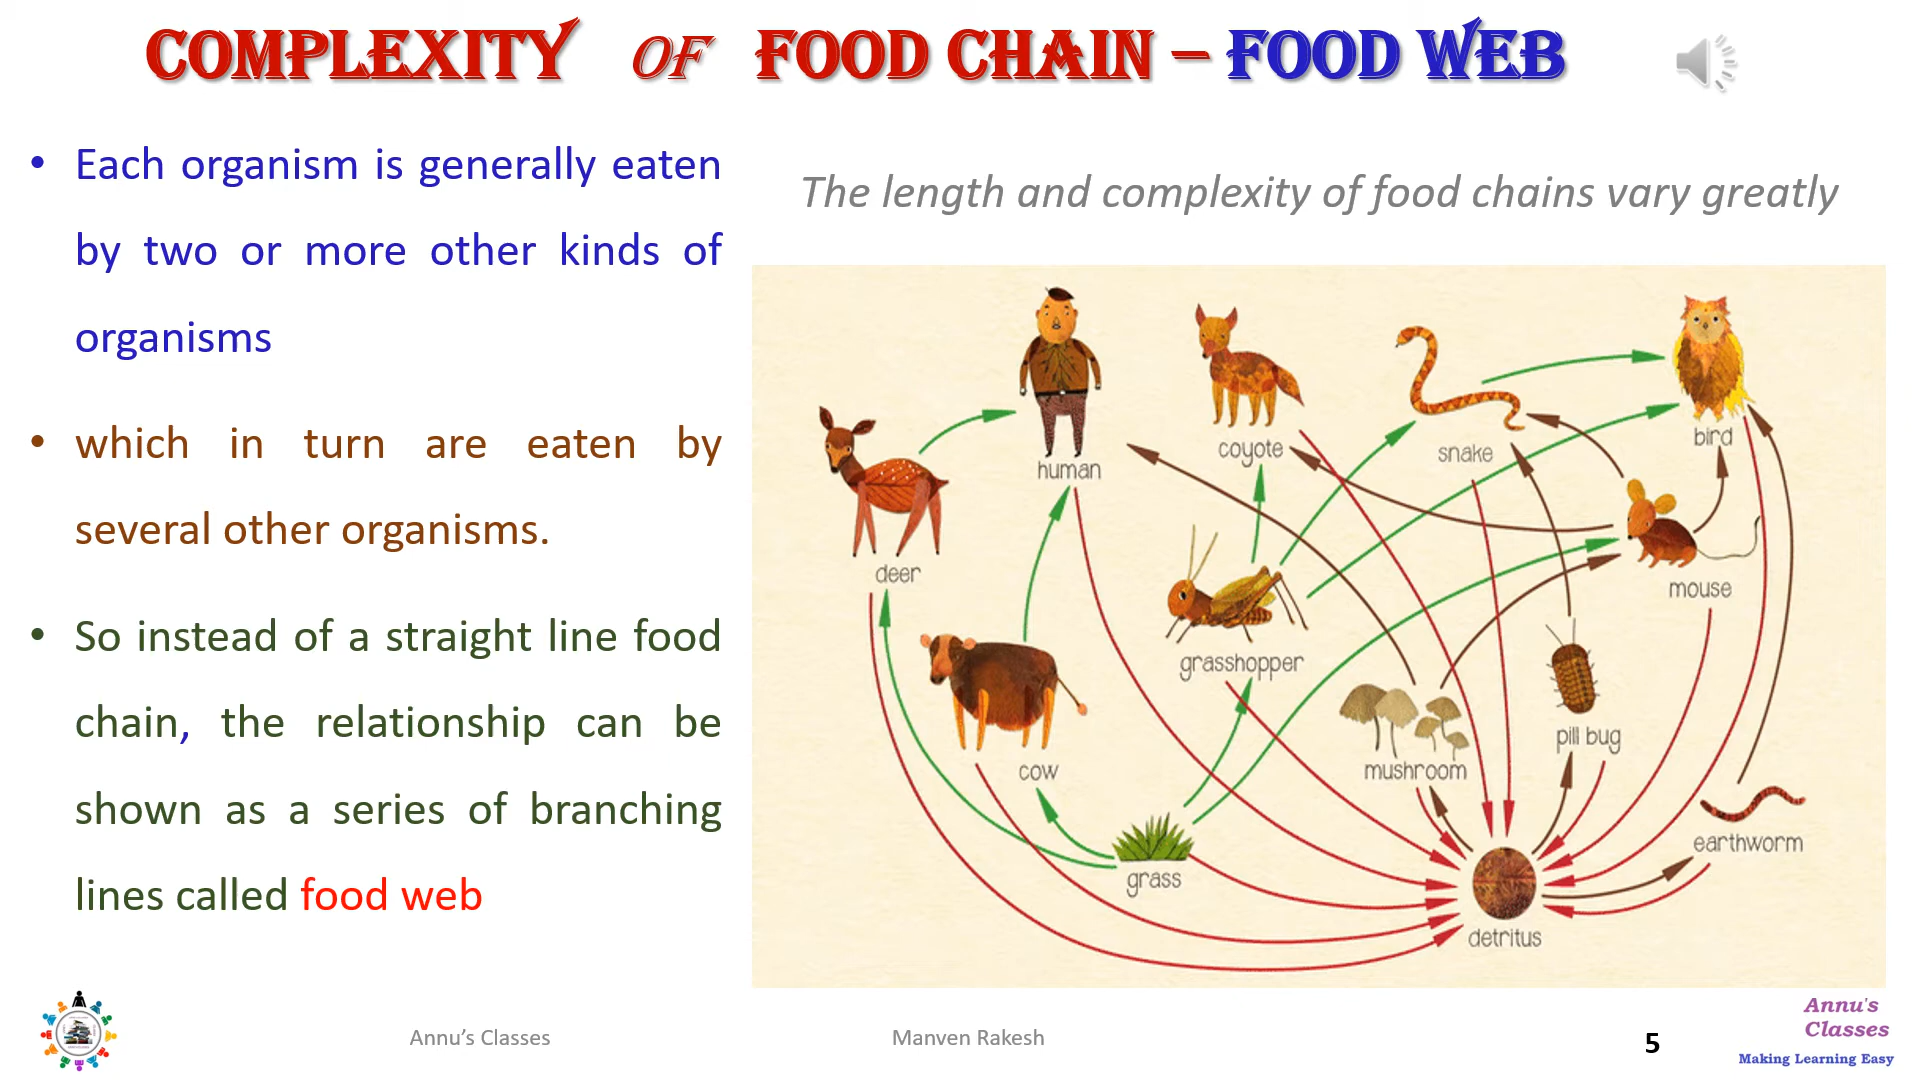 COMPLEXITY OF FOOD CHAIN – FOOD WEB
• Each organism is generally eaten
by two or more other kinds of
organisms
• which in turn are eaten by
several other organisms.
• So instead of a straight line food
chain, the relationship can be
shown as a series of branching
lines called food web
The length and complexity of food chains vary greatly
human
coyote
snake
bird
deer
mouse
grasshopper
cow
mushroom
pill bug
earthworm
grass
detritus
Annu’s Classes
Manven Rakesh
5
Annu's
Classes
Making Learning Easy